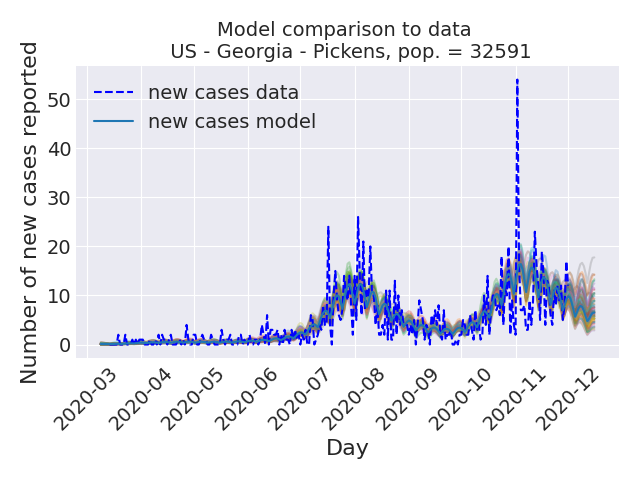 Model comparison to data
US - Georgia - Pickens, pop. = 32591
Number of new cases reported
50
40
30
20
10
0
new cases data
new cases model
2020-03
2020-04
2020-05
2020-06
2020-07
2020-08
2020-09
2020-10
2020-11
2020-12
Day